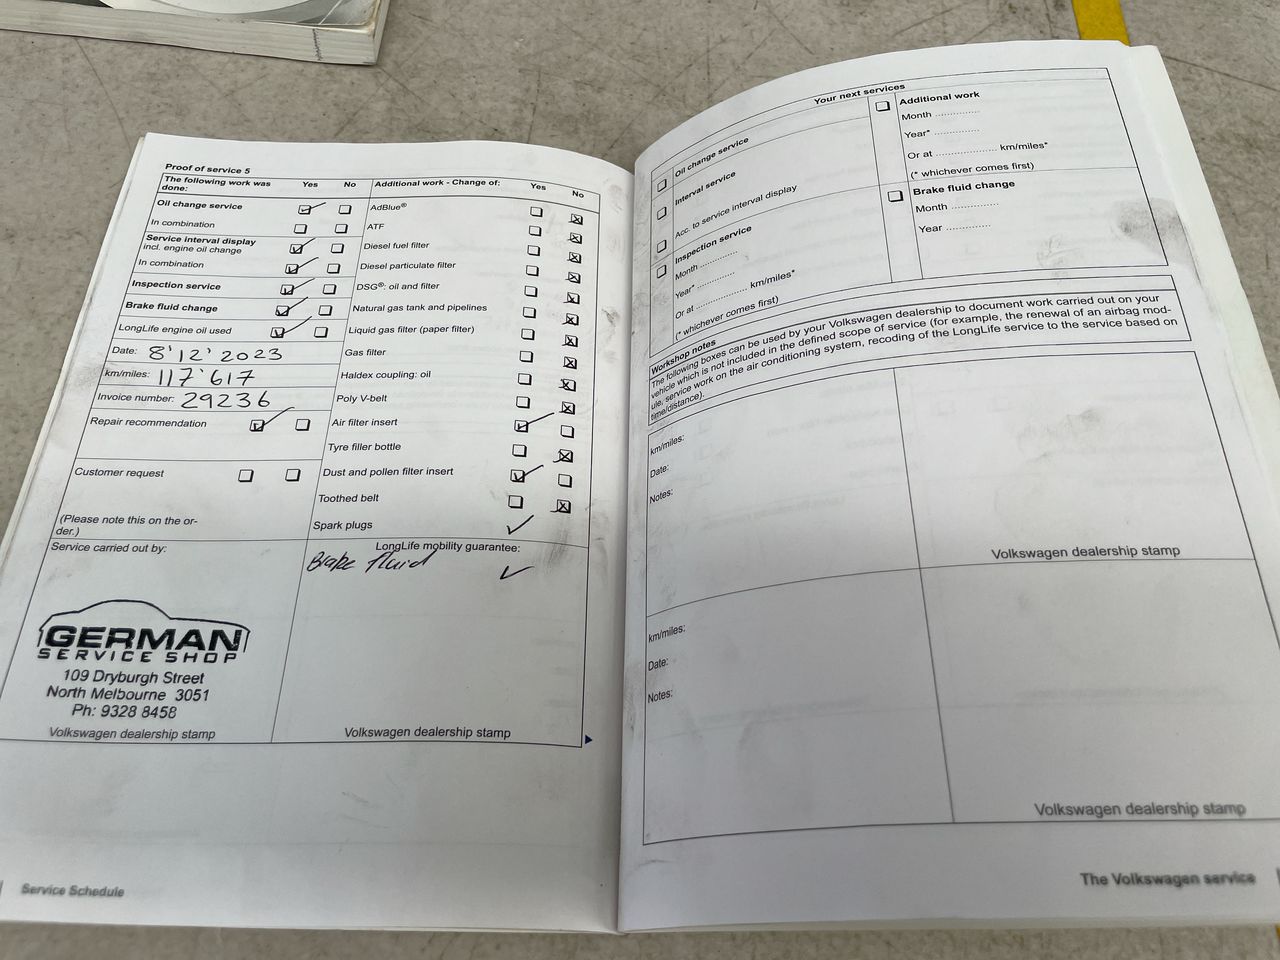 Proof of service 5
The following work was done: Yes No
Oil change service
In combination
Service interval display
incl. engine oil change
In combination
Inspection service
Brake fluid change
LongLife engine oil used
Date: 8'12'2023
km/miles: 117'617
Invoice number: 29236
Repair recommendation
Customer request
(Please note this on the or-
der.)
Additional work - Change of: Yes No
AdBlue®
ATF
Diesel fuel filter
Diesel particulate filter
DSG®: oil and filter
Natural gas tank and pipelines
Liquid gas filter (paper filter)
Gas filter
Haldex coupling: oil
Poly V-belt
Air filter insert
Tyre filler bottle
Dust and pollen filter insert
Toothed belt
Spark plugs
Service carried out by:
GERMAN
SERVICE SHOP
109 Dryburgh Street
North Melbourne 3051
Ph: 9328 8458
Volkswagen dealership stamp
LongLife mobility guarantee:
Brake fluid
Volkswagen dealership stamp
Service Schedule
Your next services
Oil change service
Interval service
Acc. to service interval display
Inspection service
Month ..............
Year* ..............
Or at .................... km/miles*
(* whichever comes first)
Additional work
Month ..............
Year* ..............
Or at .................... km/miles*
(* whichever comes first)
Brake fluid change
Month ..............
Year ..............
Workshop notes
The following boxes can be used by your Volkswagen dealership to document work carried out on your
vehicle which is not included in the defined scope of service (for example, the renewal of an airbag mod-
ule, service work on the air conditioning system, recoding of the LongLife service to the service based on
time/distance).
km/miles:
Date:
Notes:
Volkswagen dealership stamp
km/miles:
Date:
Notes:
Volkswagen dealership stamp
The Volkswagen service